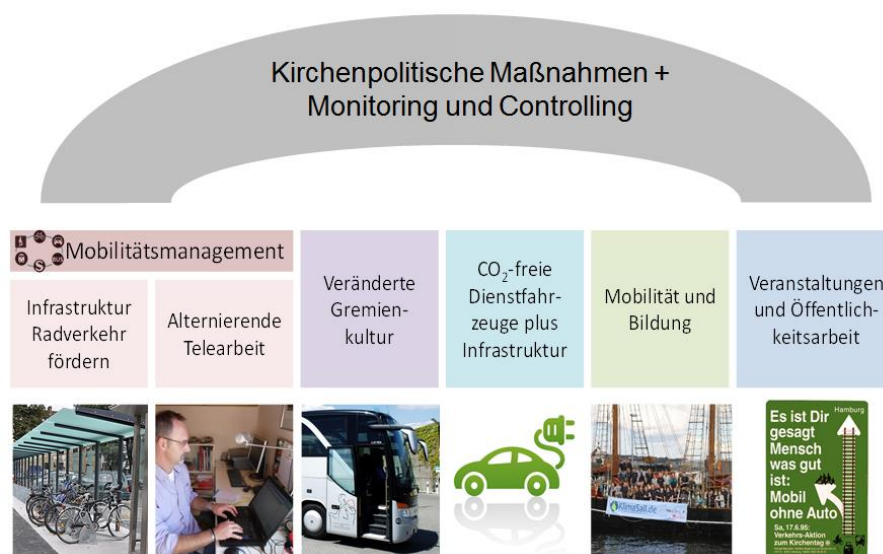 Kirchenpolitische Maßnahmen +
Monitoring und Controlling
Mobilitätsmanagement
Infrastruktur
Radverkehr
fördern
Alternierende
Telearbeit
Veränderte
Gremien-
kultur
CO₂-freie
Dienstfahr-
zeuge plus
Infrastruktur
Mobilität und
Bildung
Veranstaltungen
und Öffentlich-
keitsarbeit
KlimaSail.de
Hamburg
Es ist Dir
gesagt
Mensch
was gut
ist:
Mobil
ohne Auto
Sa, 17.6.95:
Verkehrs-Aktion
zum Kirchentag